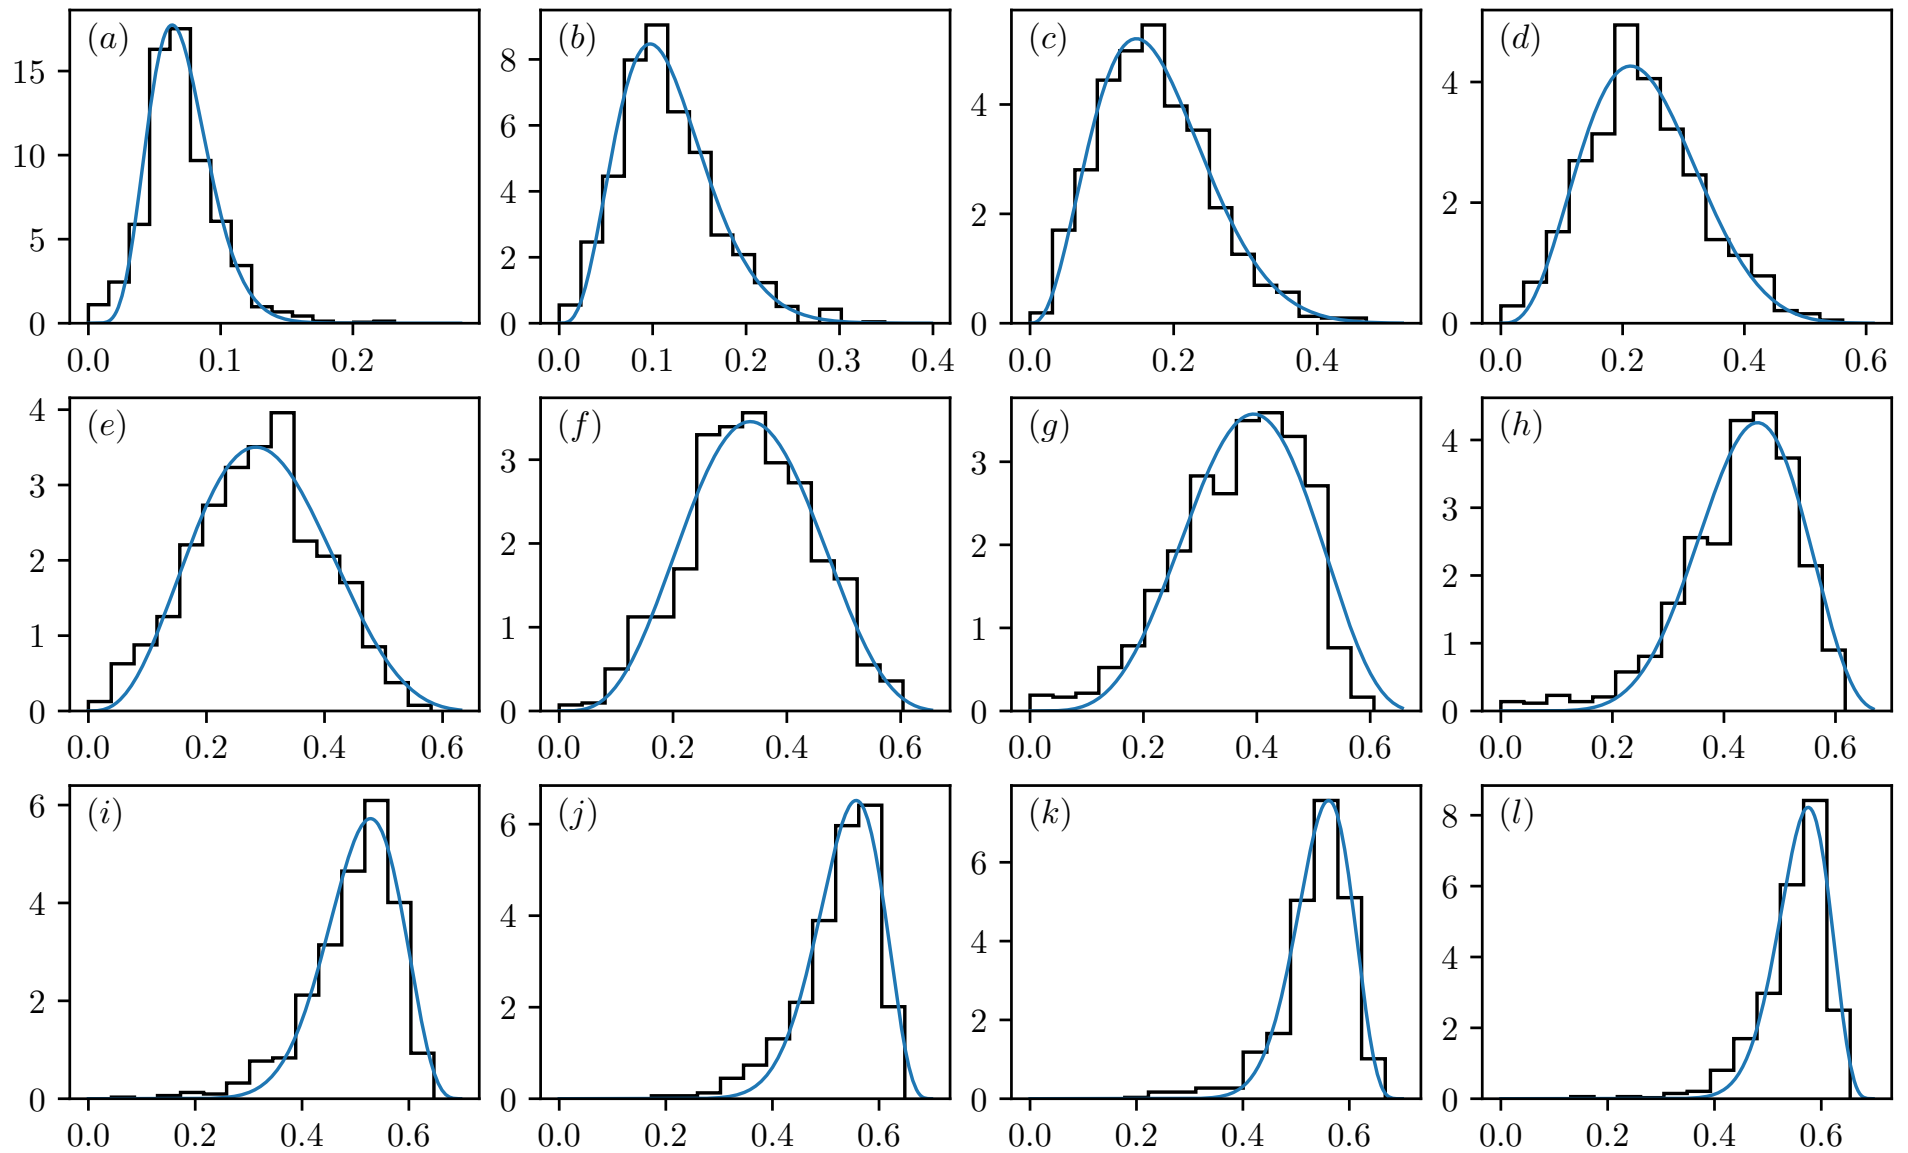 (a) (b) (c) (d)
15 10 5 0 8 6 4 2 0 4 2 0 4 2 0
0.0 0.1 0.2 0.0 0.1 0.2 0.3 0.4 0.0 0.2 0.4 0.0 0.2 0.4 0.6
(e) (f) (g) (h)
4 3 2 1 0 3 2 1 0 3 2 1 0 4 3 2 1 0
0.0 0.2 0.4 0.6 0.0 0.2 0.4 0.6 0.0 0.2 0.4 0.6 0.0 0.2 0.4 0.6
(i) (j) (k) (l)
6 4 2 0 6 4 2 0 6 4 2 0 8 6 4 2 0
0.0 0.2 0.4 0.6 0.0 0.2 0.4 0.6 0.0 0.2 0.4 0.6 0.0 0.2 0.4 0.6